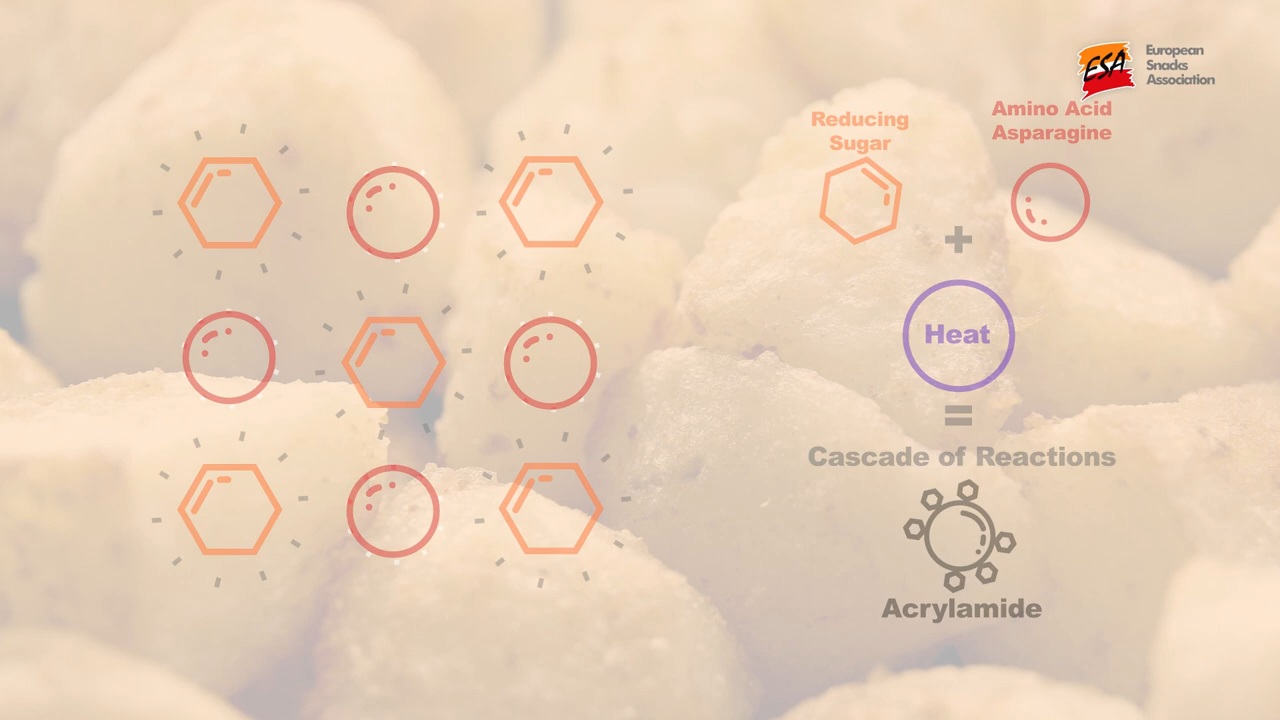 ESA
European
Snacks
Association
Reducing
Sugar
Amino Acid
Asparagine
+
Heat
=
Cascade of Reactions
Acrylamide